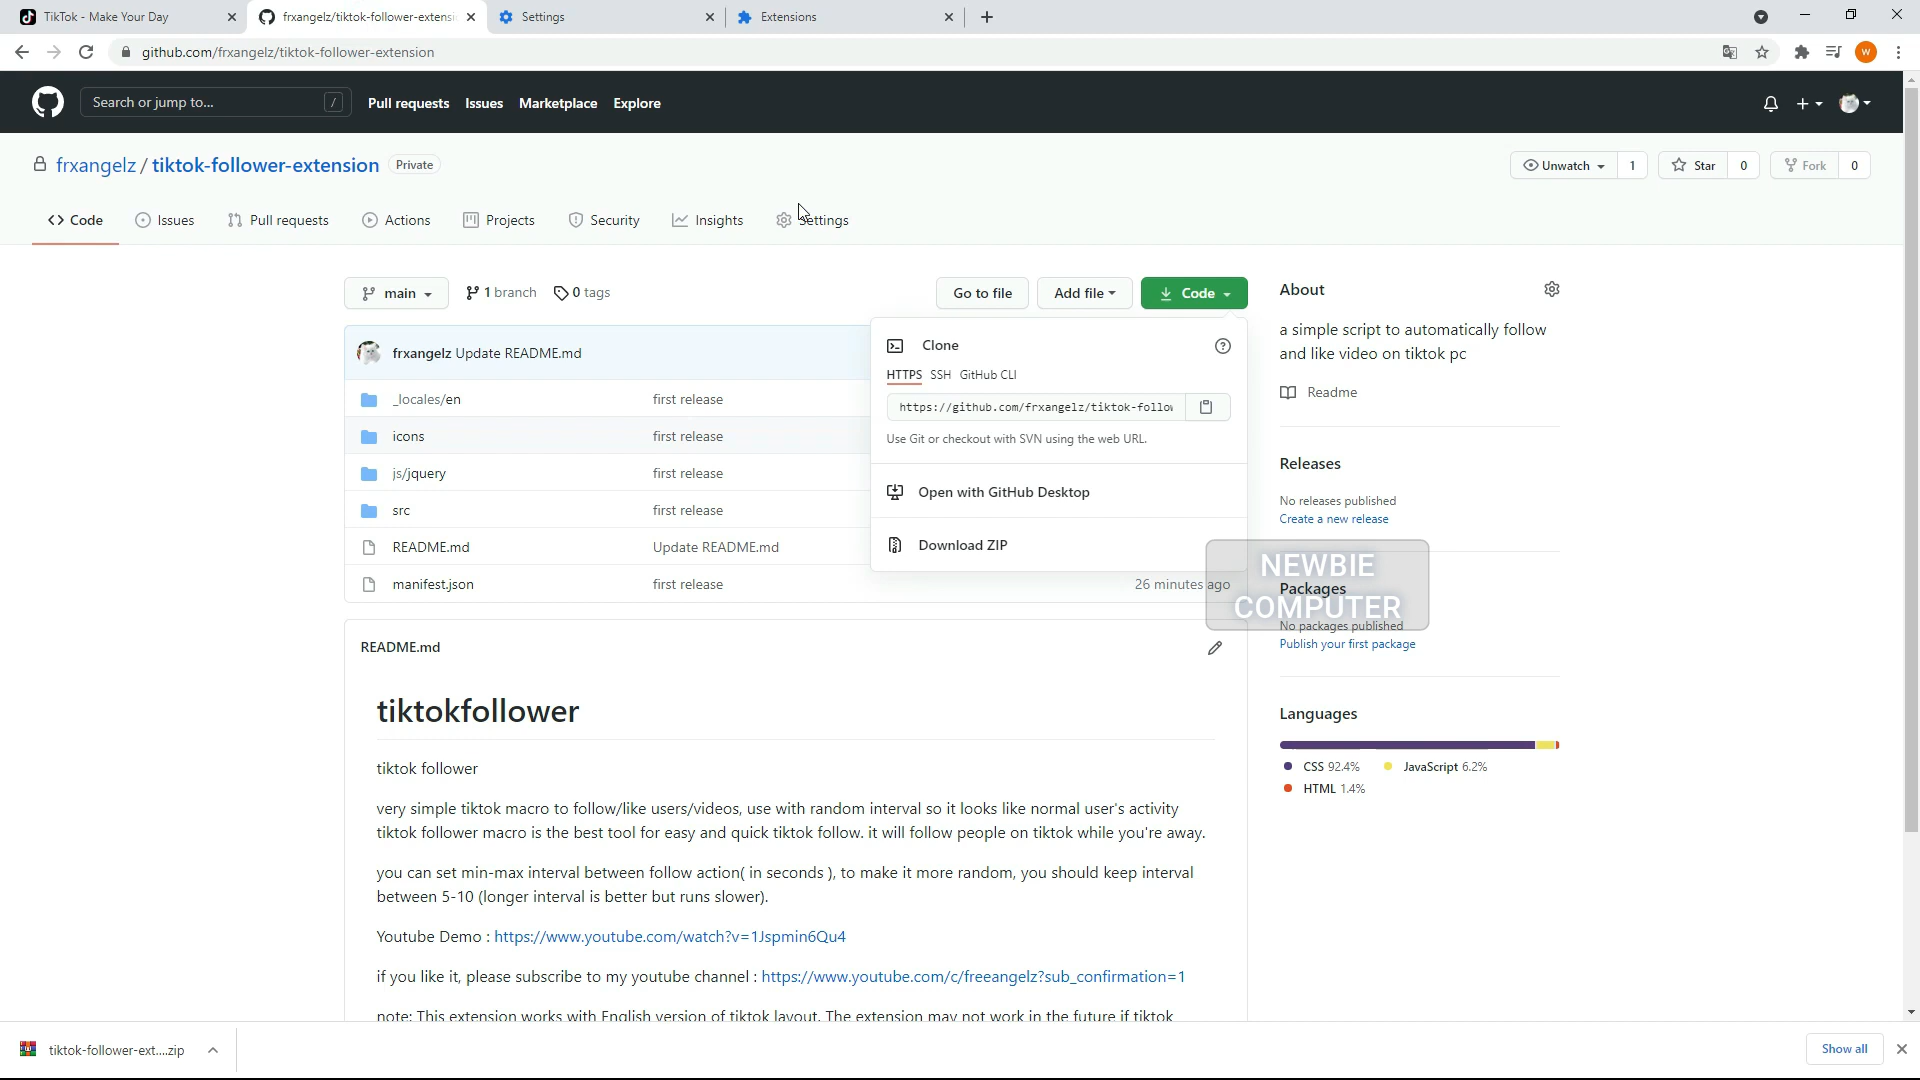 TikTok - Make Your Day
frxangelz/tiktok-follower-extensi
Settings
Extensions
github.com/frxangelz/tiktok-follower-extension
W
Search or jump to... /
Pull requests Issues Marketplace Explore
frxangelz / tiktok-follower-extension Private
Unwatch 1 Star 0 Fork 0
Code Issues Pull requests Actions Projects Security Insights Settings
main 1 branch 0 tags Go to file Add file Code
frxangelz Update README.md
_locales/en first release
icons first release
js/jquery first release
src first release
README.md Update README.md
manifest.json first release 26 minutes ago
Clone
HTTPS SSH GitHub CLI
https://github.com/frxangelz/tiktok-follow
Use Git or checkout with SVN using the web URL.
Open with GitHub Desktop
Download ZIP
About
a simple script to automatically follow
and like video on tiktok pc
Readme
Releases
No releases published
Create a new release
NEWBIE
COMPUTER
Packages
No packages published
Publish your first package
Languages
CSS 92.4% JavaScript 6.2%
HTML 1.4%
README.md
tiktokfollower
tiktok follower
very simple tiktok macro to follow/like users/videos, use with random interval so it looks like normal user's activity
tiktok follower macro is the best tool for easy and quick tiktok follow. it will follow people on tiktok while you're away.
you can set min-max interval between follow action( in seconds ), to make it more random, you should keep interval
between 5-10 (longer interval is better but runs slower).
Youtube Demo : https://www.youtube.com/watch?v=1Jspmin6Qu4
if you like it, please subscribe to my youtube channel : https://www.youtube.com/c/freeangelz?sub_confirmation=1
note: This extension works with English version of tiktok layout. The extension may not work in the future if tiktok
tiktok-follower-ext....zip
Show all